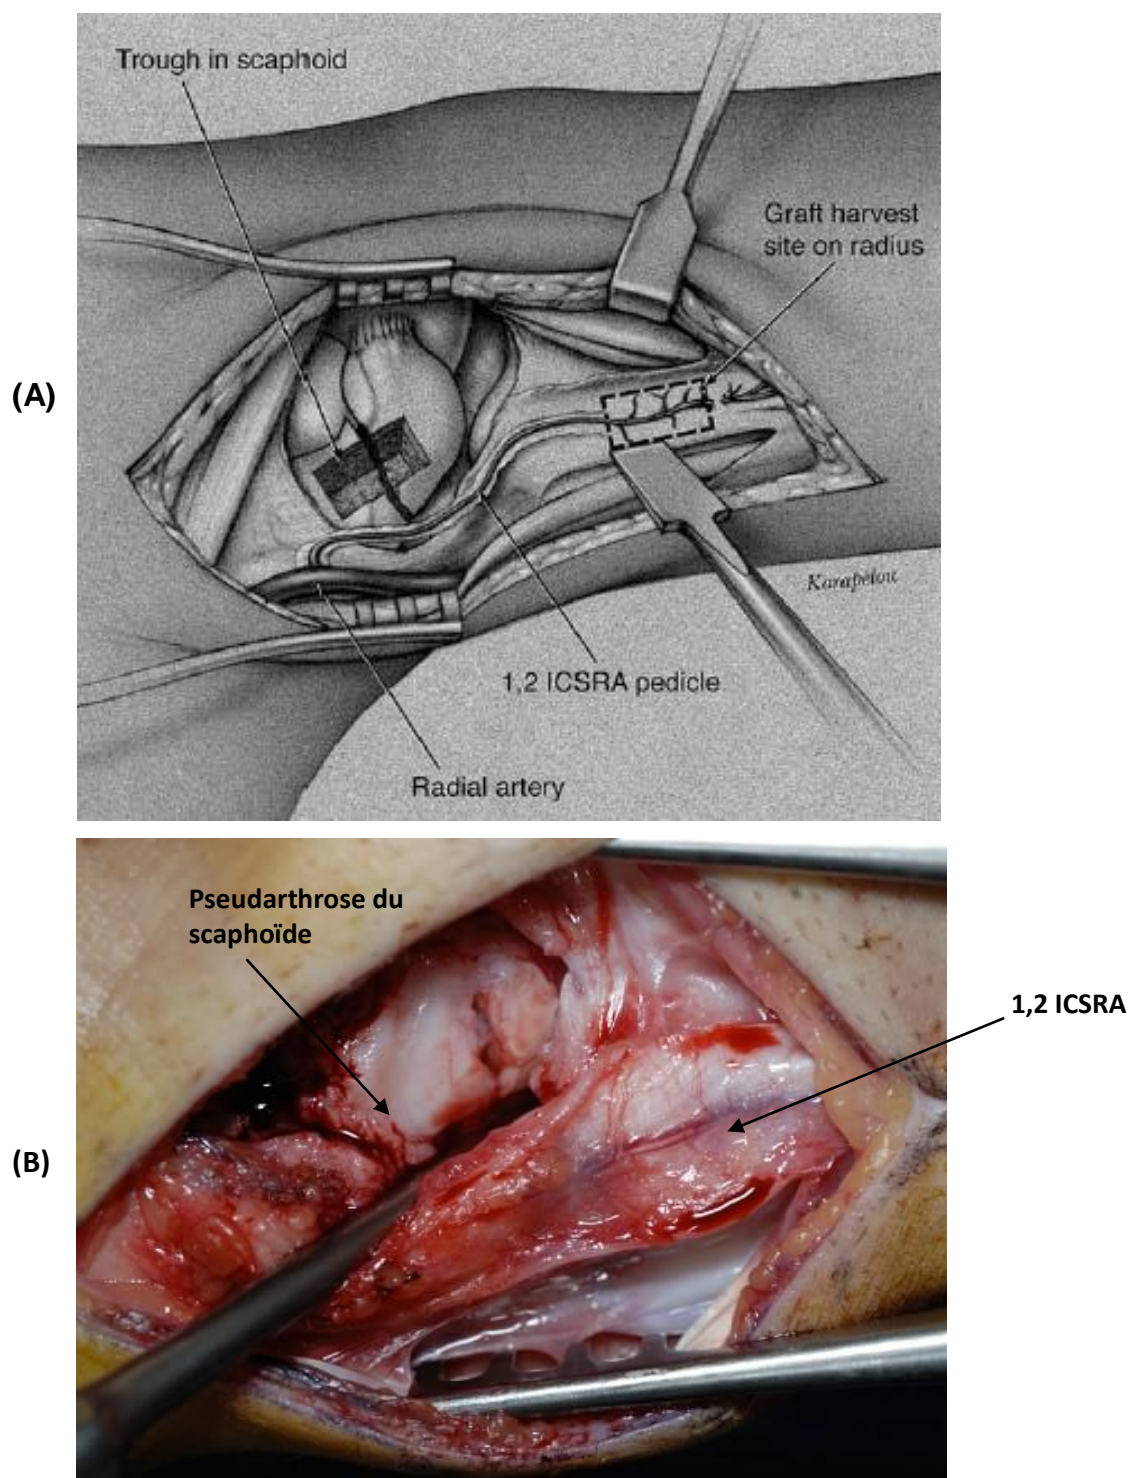 Trough in scaphoid
Graft harvest
site on radius
(A)
Karapelou
1,2 ICSRA pedicle
Radial artery
Pseudarthrose du
scaphoïde
1,2 ICSRA
(B)